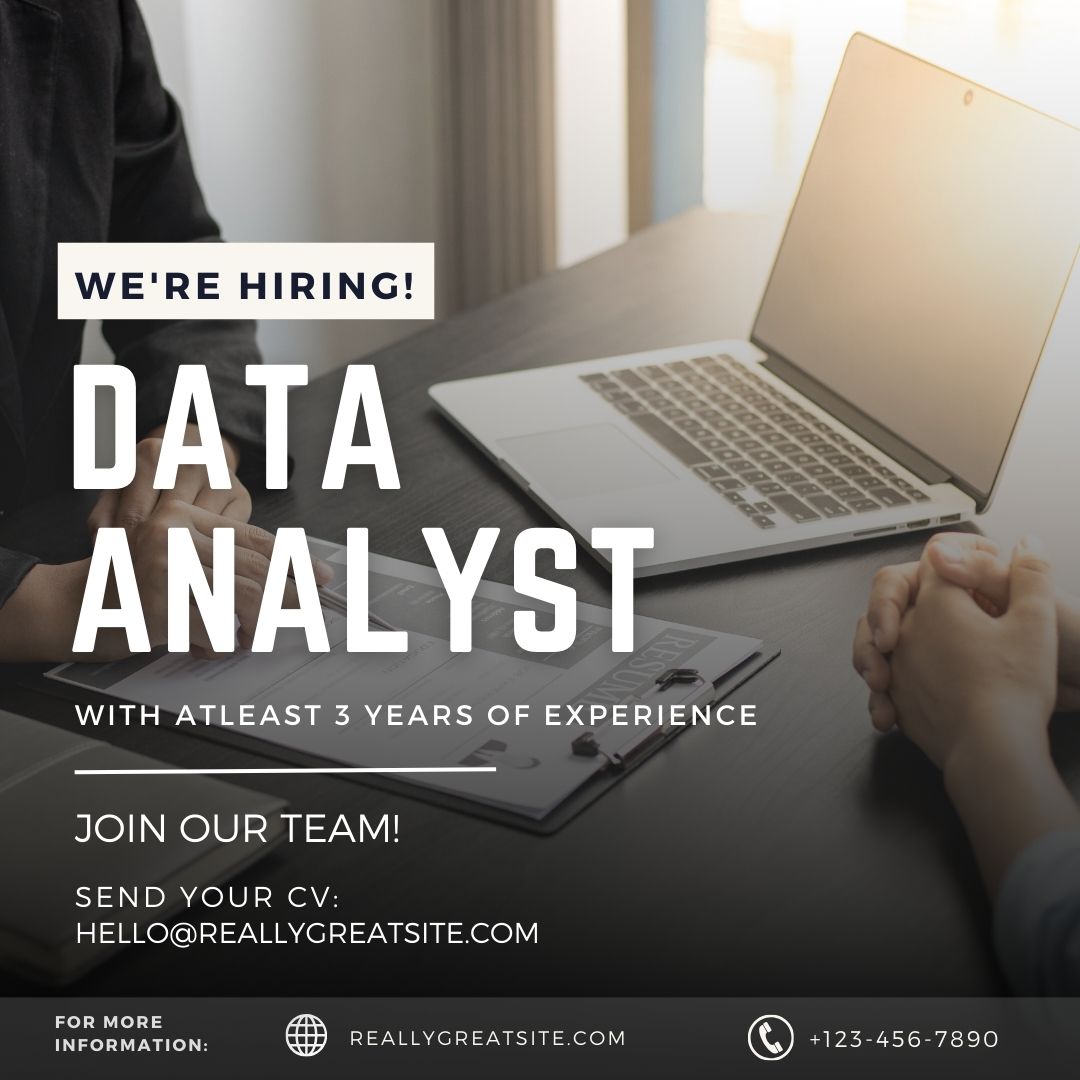 WE'RE HIRING!
DATA
ANALYST
WITH ATLEAST 3 YEARS OF EXPERIENCE
JOIN OUR TEAM!
SEND YOUR CV:
HELLO@REALLYGREATSITE.COM
FOR MORE
INFORMATION:
REALLYGREATSITE.COM
+123-456-7890
RESUME